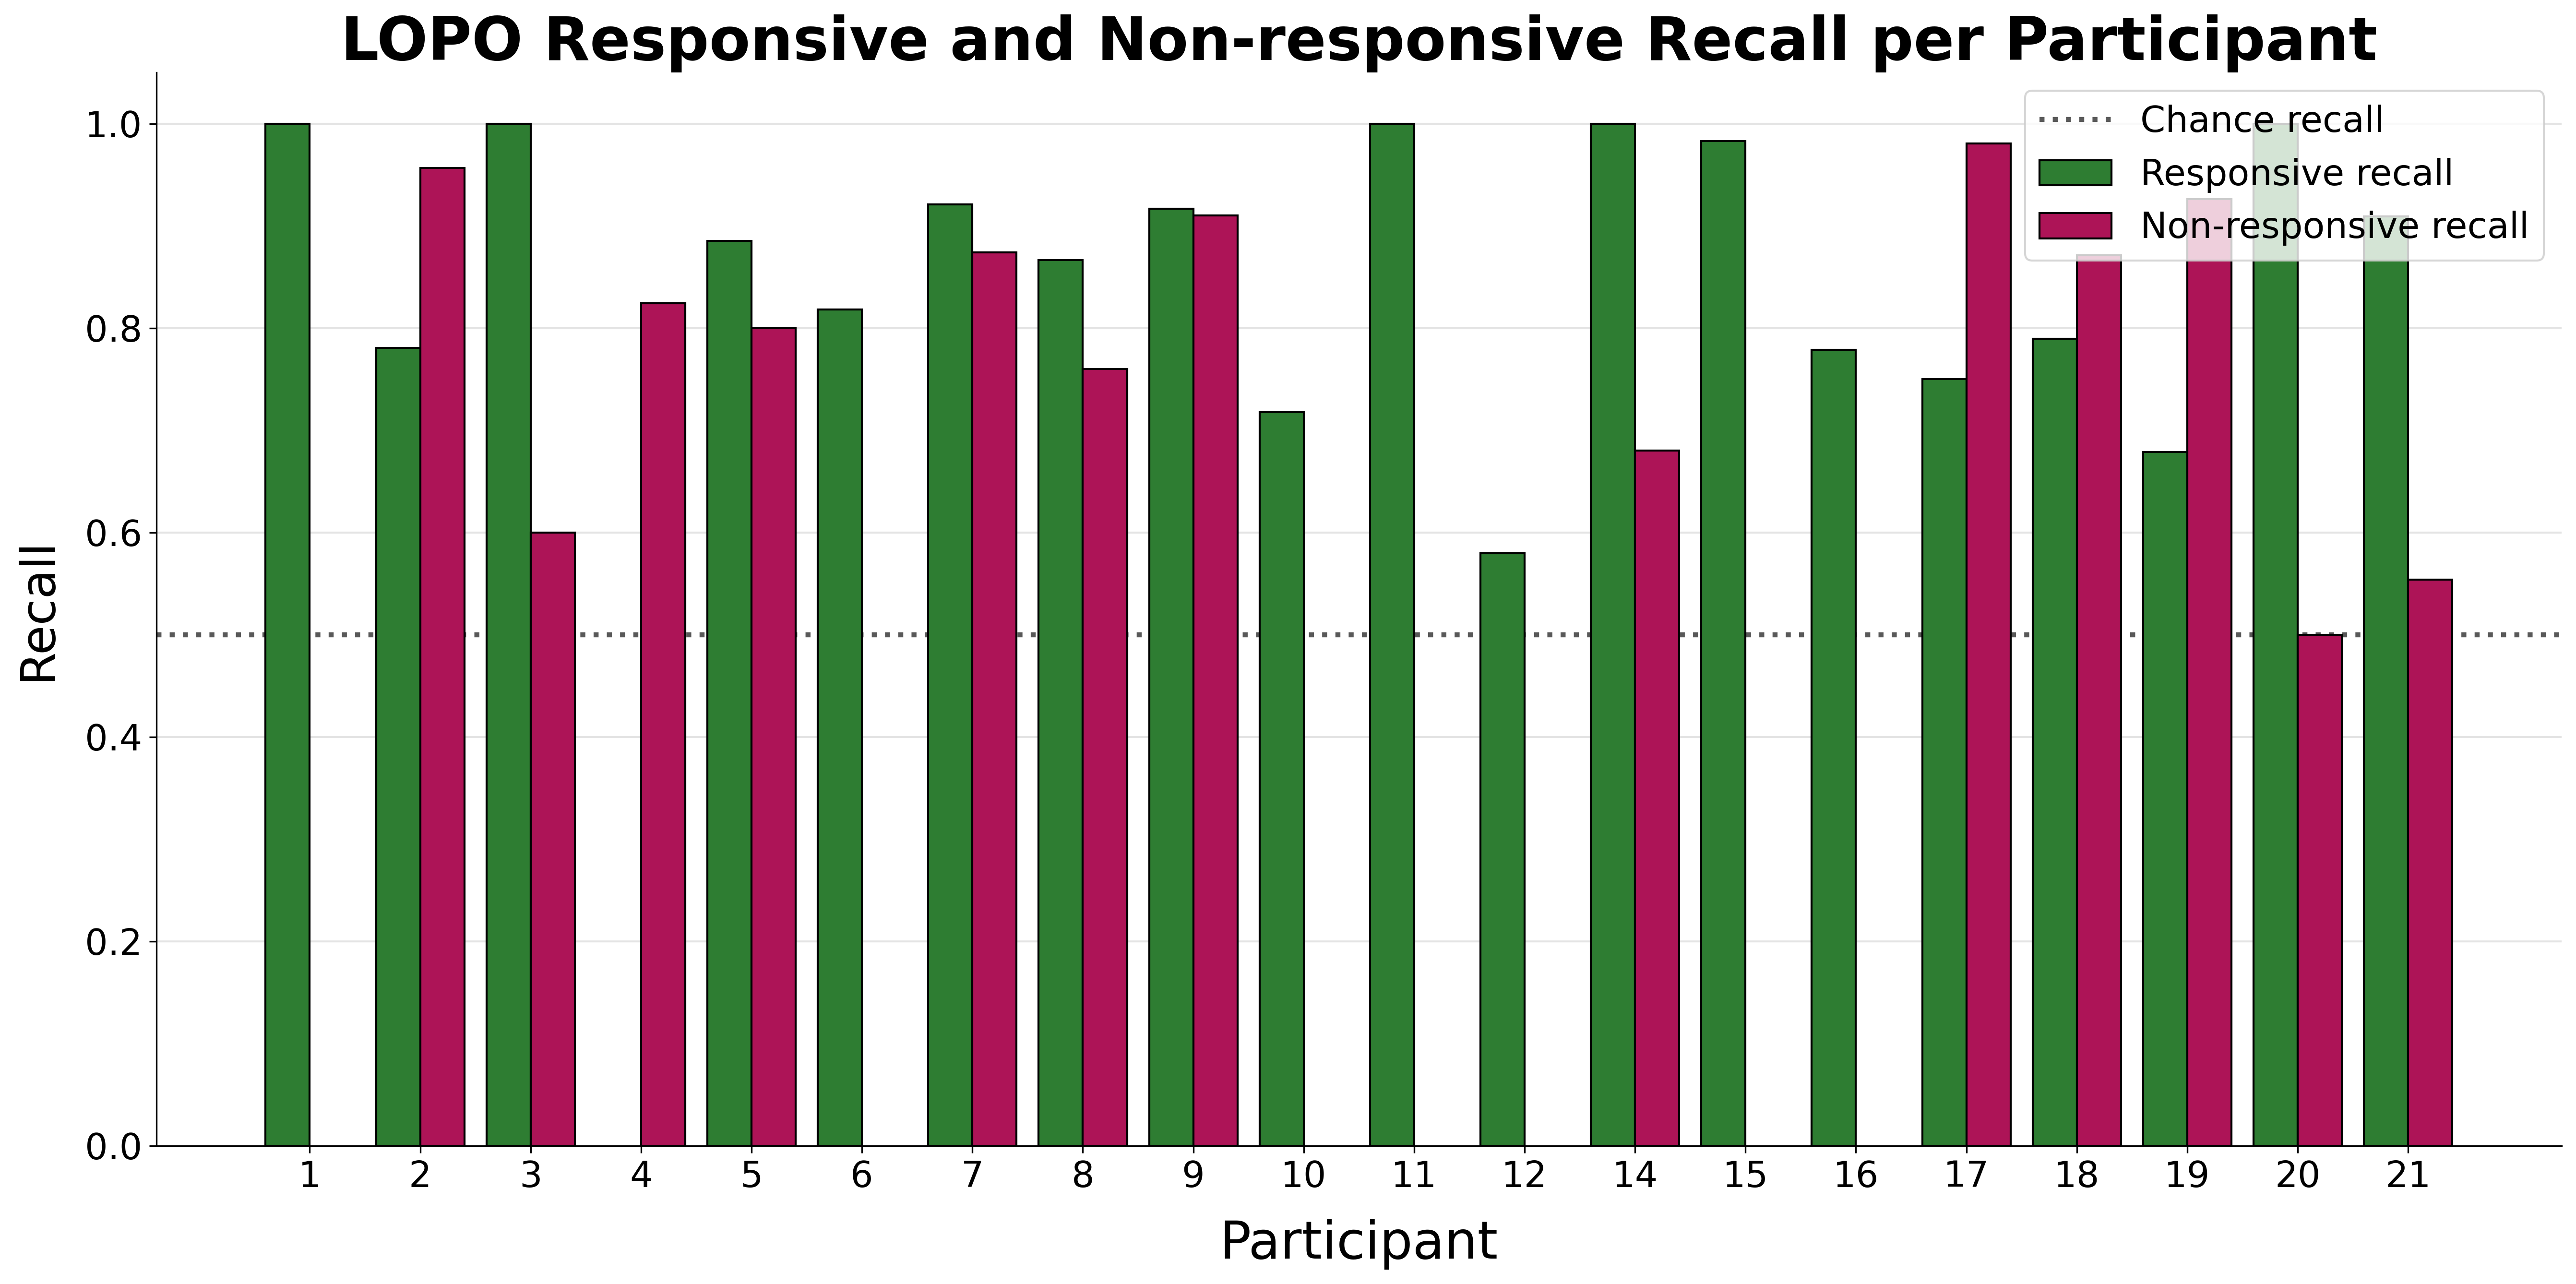 LOPO Responsive and Non-responsive Recall per Participant
Chance recall
Responsive recall
Non-responsive recall
Recall
1.0
0.8
0.6
0.4
0.2
0.0
1 2 3 4 5 6 7 8 9 10 11 12 14 15 16 17 18 19 20 21
Participant